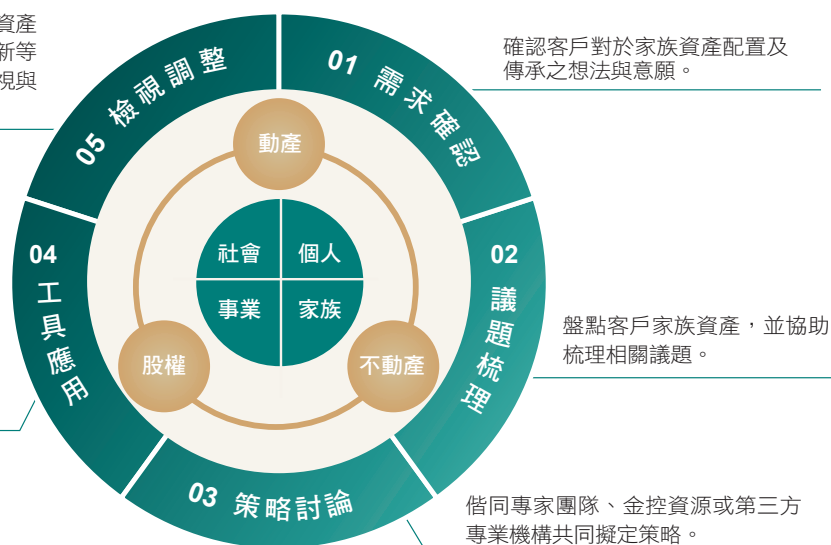 資產
新等
視與
01 需求確認
確認客戶對於家族資產配置及
傳承之想法與意願。
02 議題梳理
盤點客戶家族資產，並協助
梳理相關議題。
03 策略討論
偕同專家團隊、金控資源或第三方
專業機構共同擬定策略。
04 工具應用
05 檢視調整
動產
社會
個人
事業
家族
股權
不動產